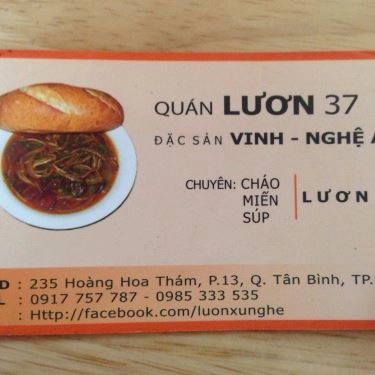 QUÁN LƯƠN 37
ĐẶC SẢN VINH - NGHỆ
CHUYÊN: CHÁO
MIẾN
SÚP
LƯƠN
D : 235 Hoàng Hoa Thám, P.13, Q. Tân Bình, TP.
L : 0917 757 787 - 0985 333 535
: Http://facebook.com/luonxunghe